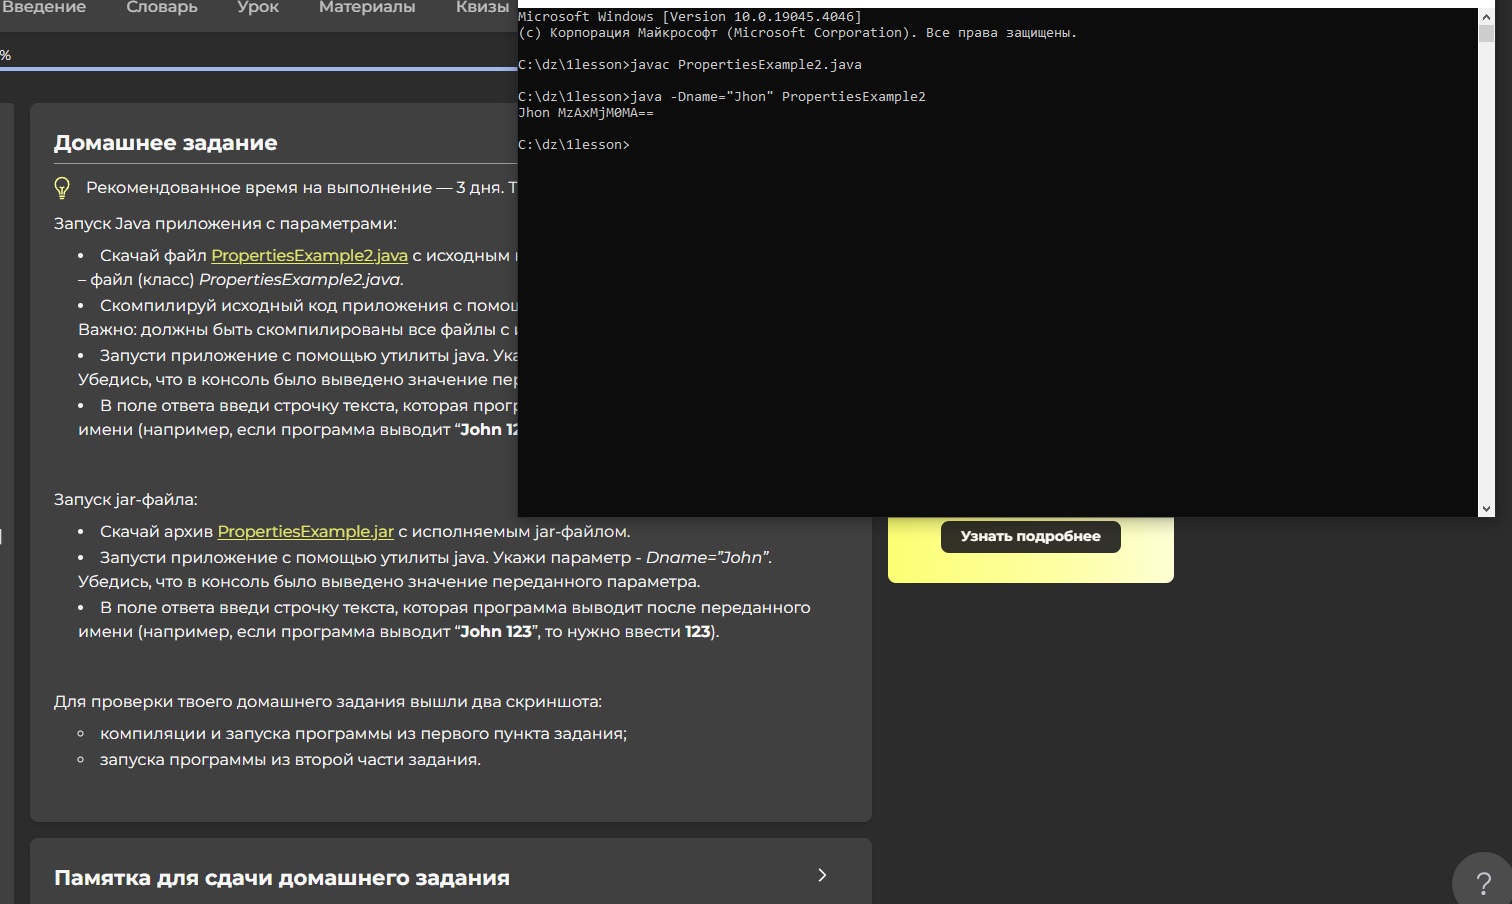 Введение Словарь Урок Материалы Квизы
%
Microsoft Windows [Version 10.0.19045.4046]
(c) Корпорация Майкрософт (Microsoft Corporation). Все права защищены.
C:\dz\1lesson>javac PropertiesExample2.java
C:\dz\1lesson>java -Dname="Jhon" PropertiesExample2
Jhon MzAxMjM0MA==
C:\dz\1lesson>
Домашнее задание
Рекомендованное время на выполнение — 3 дня. Т
Запуск Java приложения с параметрами:
• Скачай файл PropertiesExample2.java с исходным
– файл (класс) PropertiesExample2.java.
• Скомпилируй исходный код приложения с помощ
Важно: должны быть скомпилированы все файлы с и
• Запусти приложение с помощью утилиты java. Ука
Убедись, что в консоль было выведено значение пер
• В поле ответа введи строчку текста, которая прогр
имени (например, если программа выводит “John 12
Запуск jar-файла:
• Скачай архив PropertiesExample.jar с исполняемым jar-файлом.
• Запусти приложение с помощью утилиты java. Укажи параметр - Dname=”John”.
Убедись, что в консоль было выведено значение переданного параметра.
• В поле ответа введи строчку текста, которая программа выводит после переданного
имени (например, если программа выводит “John 123”, то нужно ввести 123).
Для проверки твоего домашнего задания вышли два скриншота:
◦ компиляции и запуска программы из первого пункта задания;
◦ запуска программы из второй части задания.
Узнать подробнее
Памятка для сдачи домашнего задания
?